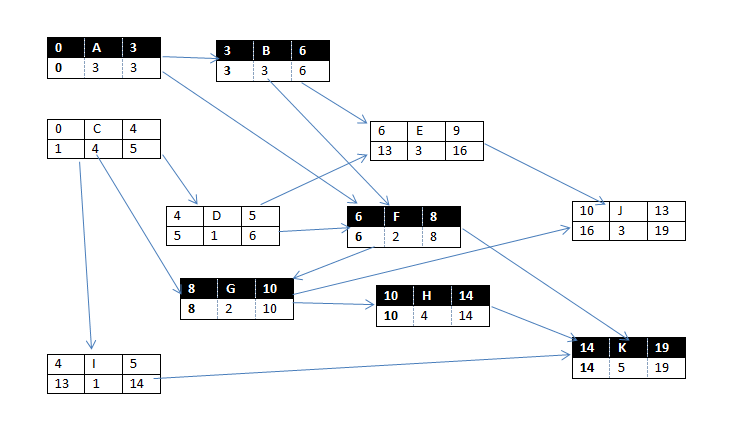 0 A 3
0 3 3
3 B 6
3 3 6
0 C 4
1 4 5
6 E 9
13 3 16
4 D 5
5 1 6
6 F 8
6 2 8
10 J 13
16 3 19
8 G 10
8 2 10
10 H 14
10 4 14
14 K 19
14 5 19
4 I 5
13 1 14